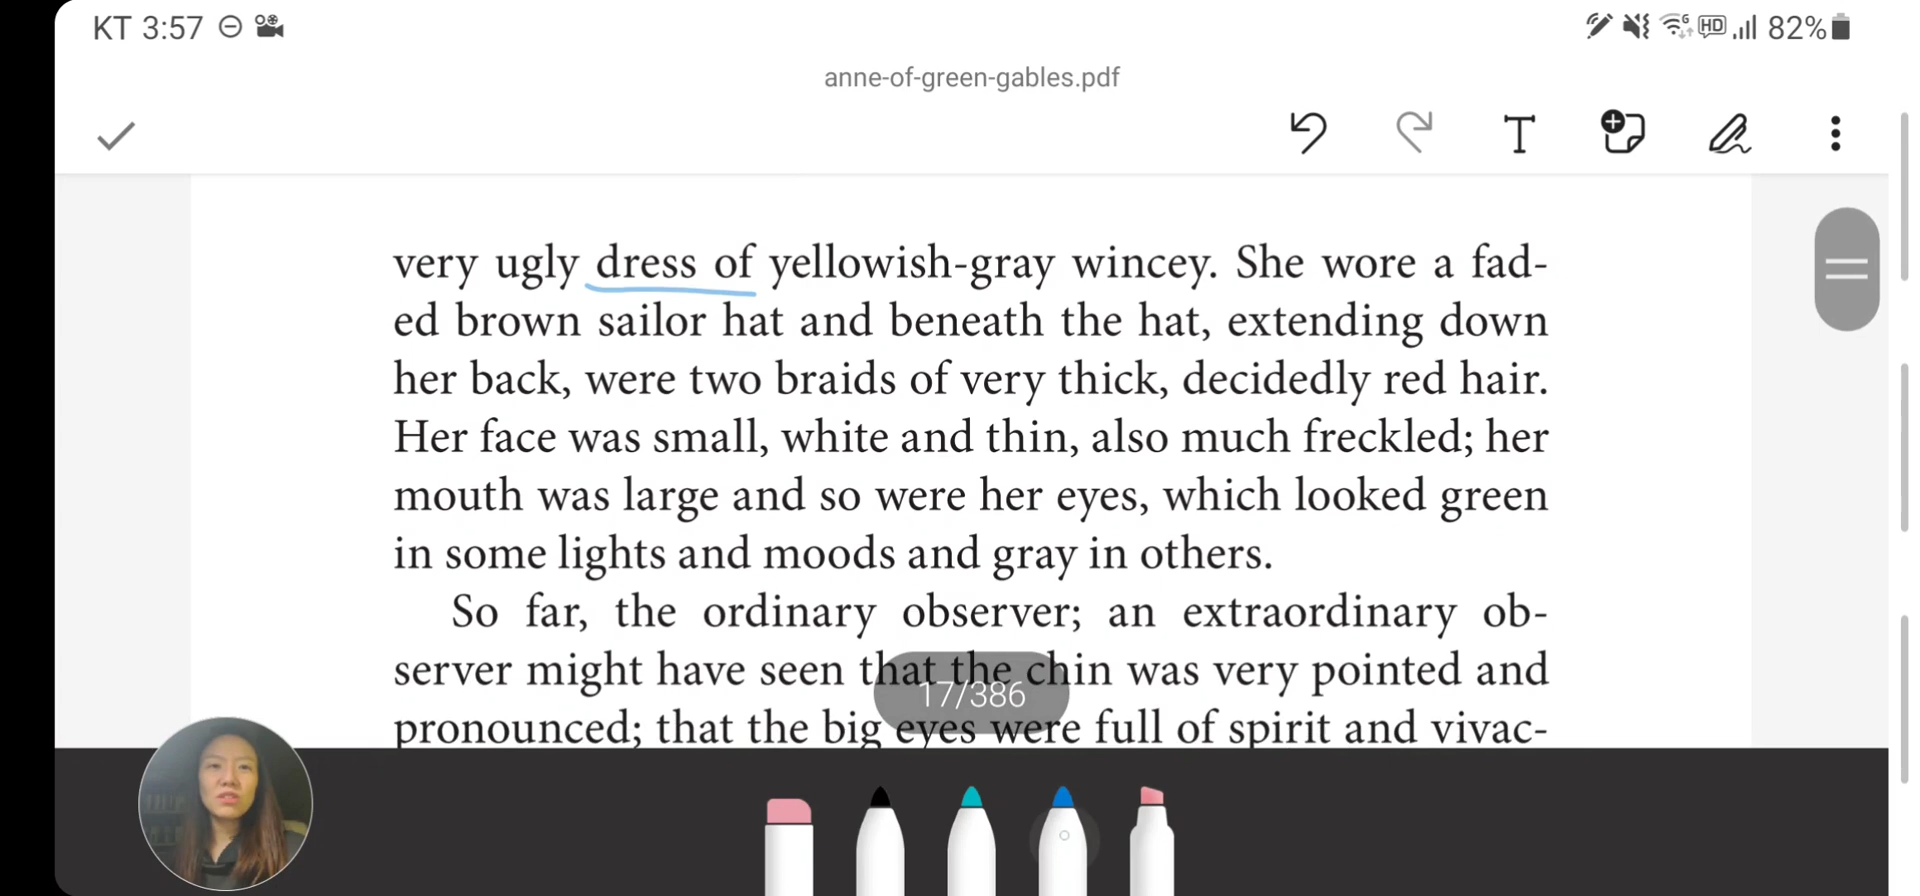 KT 3:57
HD 82%
anne-of-green-gables.pdf
T
very ugly dress of yellowish-gray wincey. She wore a fad-
ed brown sailor hat and beneath the hat, extending down
her back, were two braids of very thick, decidedly red hair.
Her face was small, white and thin, also much freckled; her
mouth was large and so were her eyes, which looked green
in some lights and moods and gray in others.
So far, the ordinary observer; an extraordinary ob-
server might have seen that the chin was very pointed and
17/386
pronounced; that the big eyes were full of spirit and vivac-